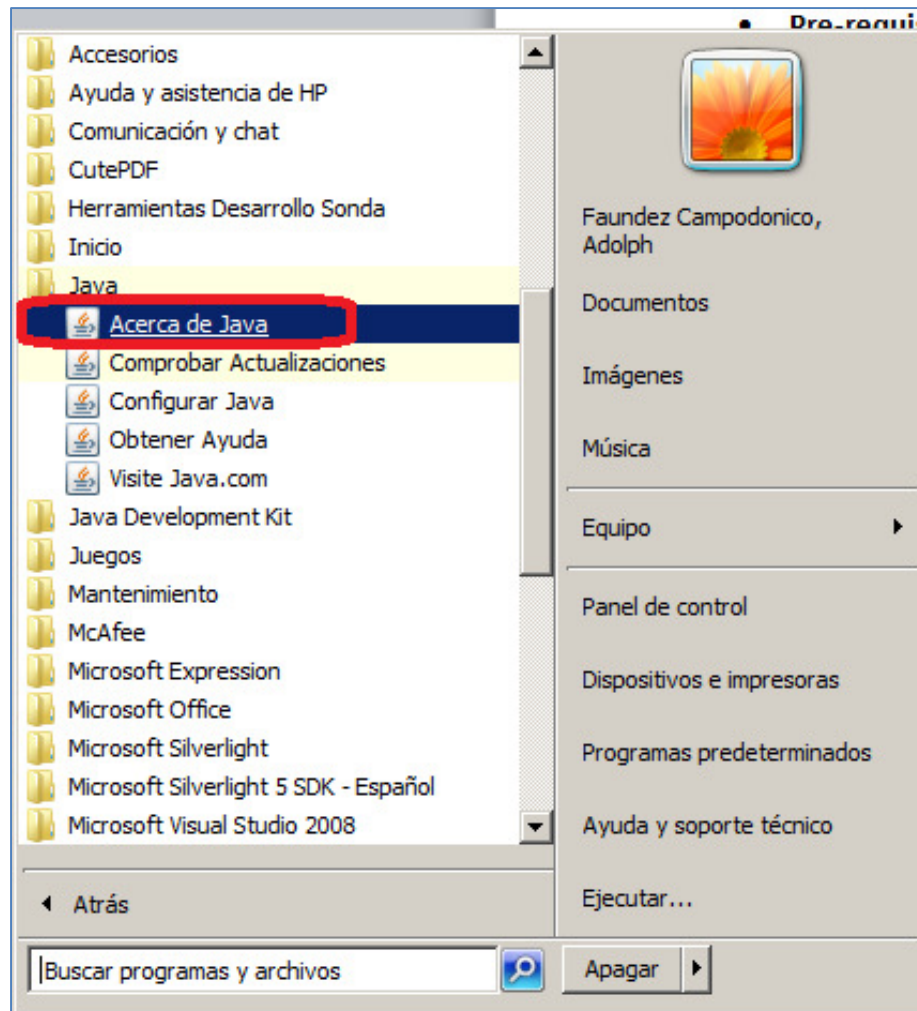 • Pre-requis
Accesorios
Ayuda y asistencia de HP
Comunicación y chat
CutePDF
Herramientas Desarrollo Sonda
Inicio
Java
Acerca de Java
Comprobar Actualizaciones
Configurar Java
Obtener Ayuda
Visite Java.com
Java Development Kit
Juegos
Mantenimiento
McAfee
Microsoft Expression
Microsoft Office
Microsoft Silverlight
Microsoft Silverlight 5 SDK - Español
Microsoft Visual Studio 2008
Atrás
Buscar programas y archivos
Faundez Campodonico,
Adolph
Documentos
Imágenes
Música
Equipo
Panel de control
Dispositivos e impresoras
Programas predeterminados
Ayuda y soporte técnico
Ejecutar...
Apagar